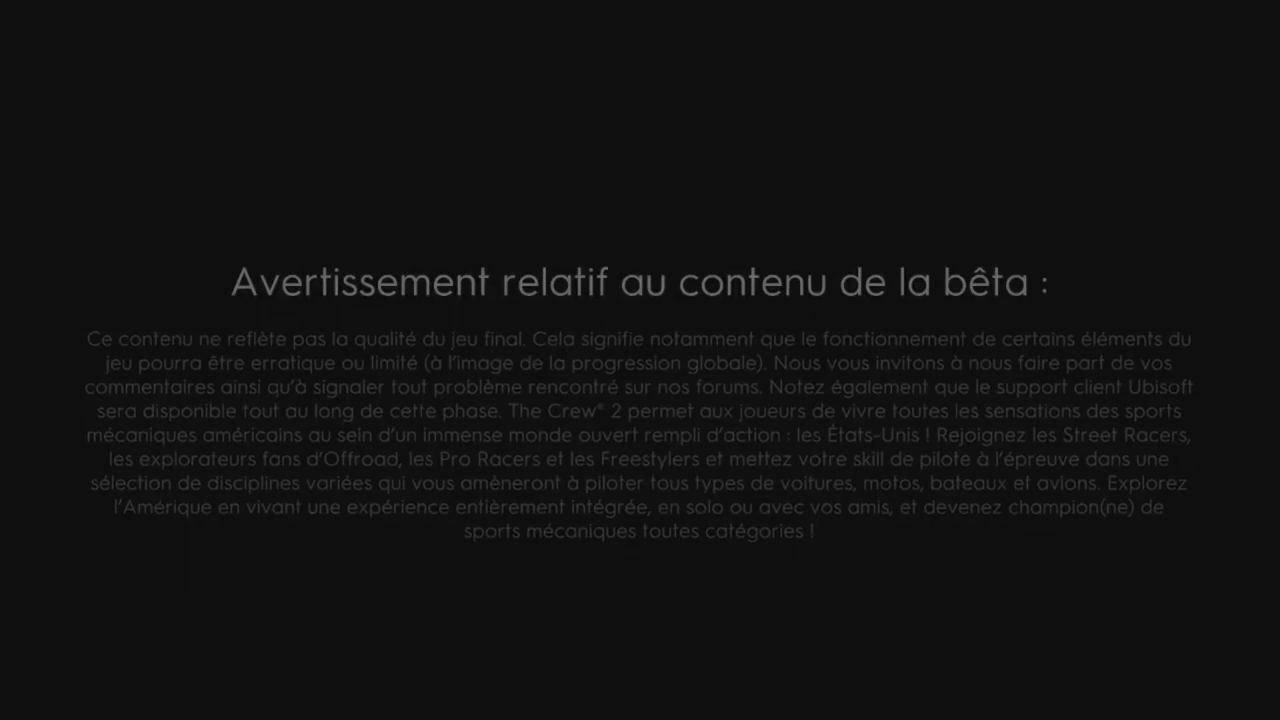 Avertissement relatif au contenu de la bêta :
Ce contenu ne reflète pas la qualité du jeu final. Cela signifie notamment que le fonctionnement de certains éléments du
jeu pourra être erratique ou limité (à l'image de la progression globale). Nous vous invitons à nous faire part de vos
commentaires ainsi qu'à signaler tout problème rencontré sur nos forums. Notez également que le support client Ubisoft
sera disponible tout au long de cette phase. The Crew® 2 permet aux joueurs de vivre toutes les sensations des sports
mécaniques américains au sein d'un immense monde ouvert rempli d'action : les États-Unis ! Rejoignez les Street Racers,
les explorateurs fans d'Offroad, les Pro Racers et les Freestylers et mettez votre skill de pilote à l'épreuve dans une
sélection de disciplines variées qui vous amèneront à piloter tous types de voitures, motos, bateaux et avions. Explorez
l'Amérique en vivant une expérience entièrement intégrée, en solo ou avec vos amis, et devenez champion(ne) de
sports mécaniques toutes catégories !